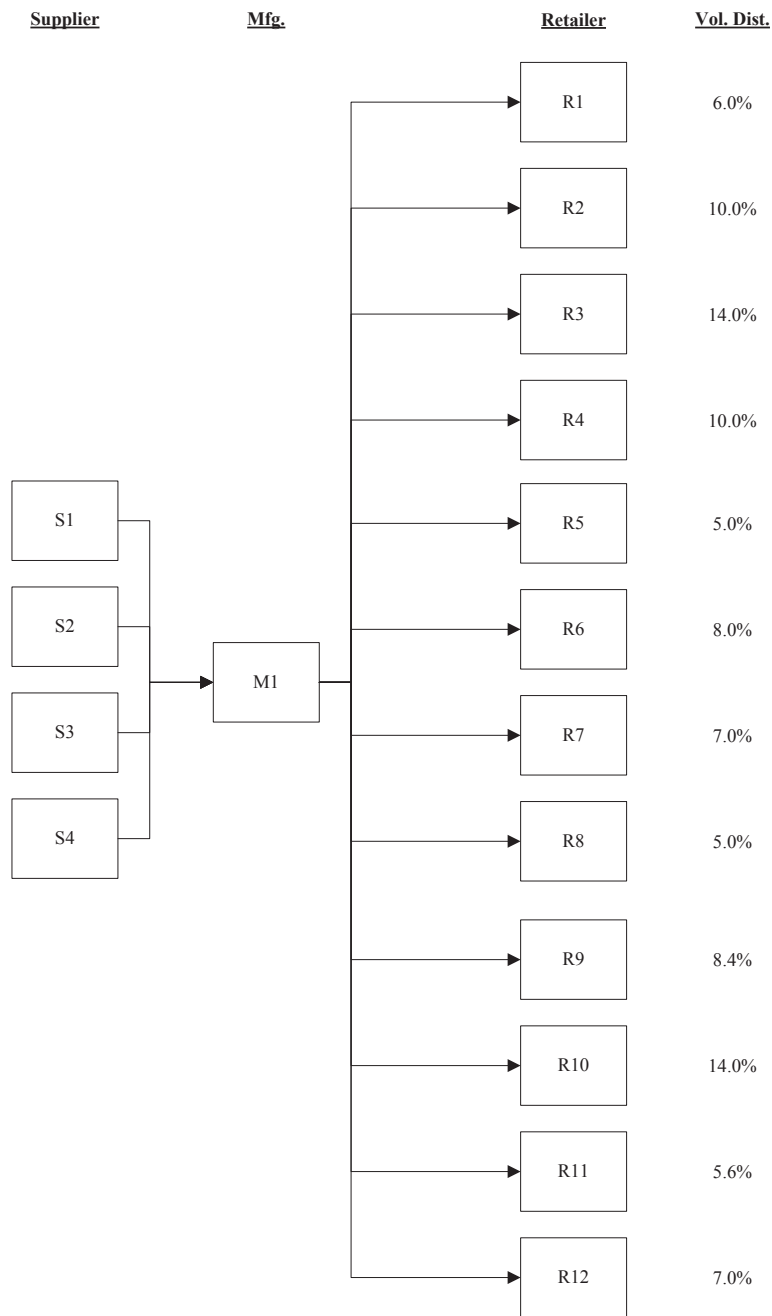 Supplier Mfg. Retailer Vol. Dist.
R1 6.0%
R2 10.0%
R3 14.0%
R4 10.0%
S1 R5 5.0%
S2 R6 8.0%
M1
S3 R7 7.0%
S4 R8 5.0%
R9 8.4%
R10 14.0%
R11 5.6%
R12 7.0%